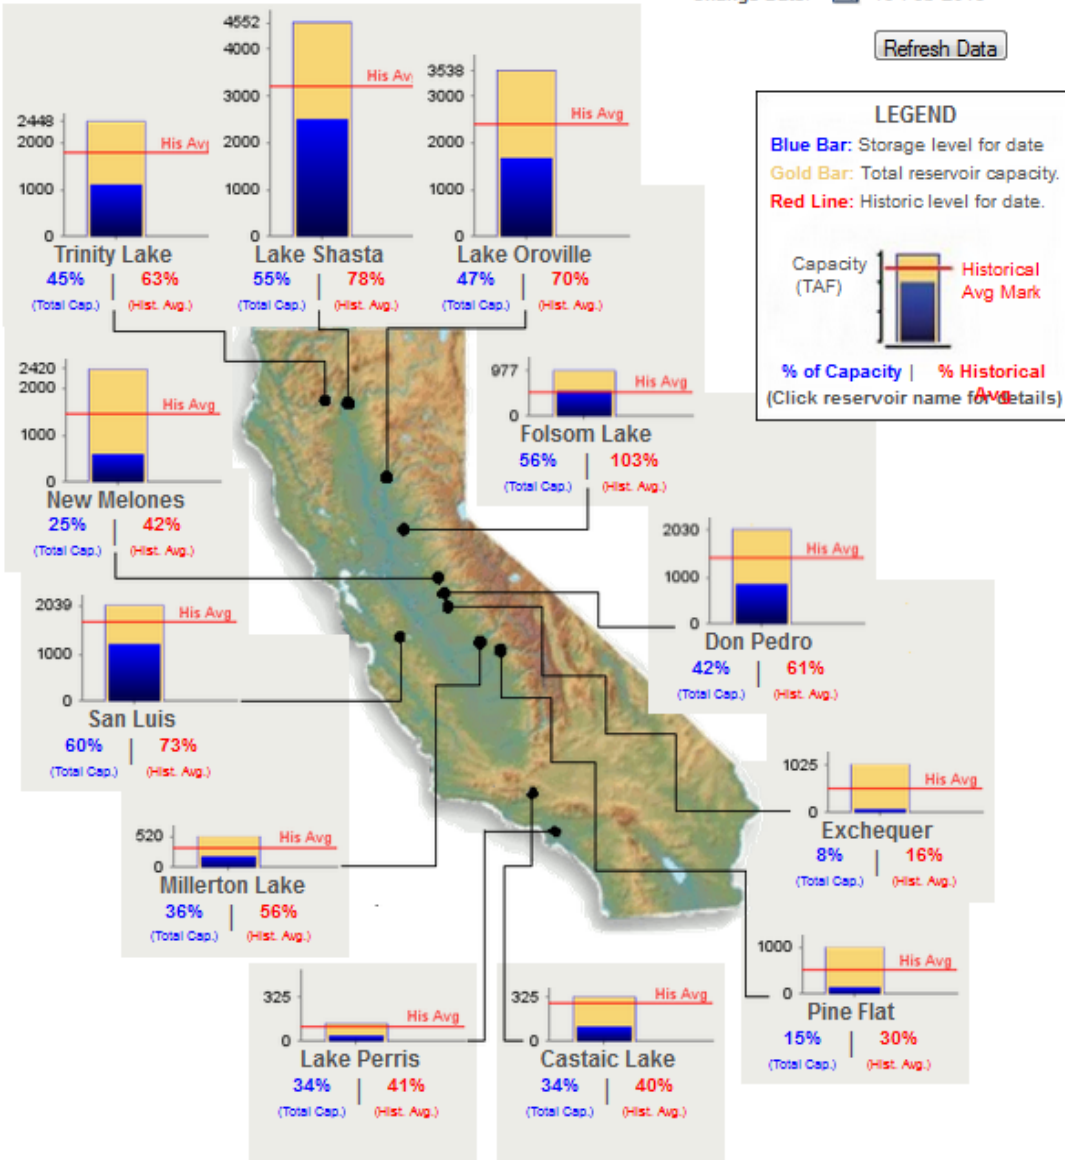 Refresh Data
LEGEND
Blue Bar: Storage level for date
Gold Bar: Total reservoir capacity.
Red Line: Historic level for date.
Capacity
(TAF)
Historical
Avg Mark
% of Capacity | % Historical
Avg
(Click reservoir name for details)
2448
2000
1000
0
His Avg
Trinity Lake
45% | 63%
(Total Cap.) (Hist. Avg.)
4552
4000
3000
2000
1000
0
His Av
Lake Shasta
55% | 78%
(Total Cap.) (Hist. Avg.)
3538
3000
2000
1000
0
His Avg
Lake Oroville
47% | 70%
(Total Cap.) (Hist. Avg.)
2420
2000
1000
0
His Avg
New Melones
25% | 42%
(Total Cap.) (Hist. Avg.)
977
0
His Avg
Folsom Lake
56% | 103%
(Total Cap.) (Hist. Avg.)
2030
1000
0
His Avg
Don Pedro
42% | 61%
(Total Cap.) (Hist. Avg.)
2039
1000
0
His Avg
San Luis
60% | 73%
(Total Cap.) (Hist. Avg.)
1025
0
His Avg
Exchequer
8% | 16%
(Total Cap.) (Hist. Avg.)
520
0
His Avg
Millerton Lake
36% | 56%
(Total Cap.) (Hist. Avg.)
1000
0
His Avg
Pine Flat
15% | 30%
(Total Cap.) (Hist. Avg.)
325
0
His Avg
Lake Perris
34% | 41%
(Total Cap.) (Hist. Avg.)
325
0
His Avg
Castaic Lake
34% | 40%
(Total Cap.) (Hist. Avg.)